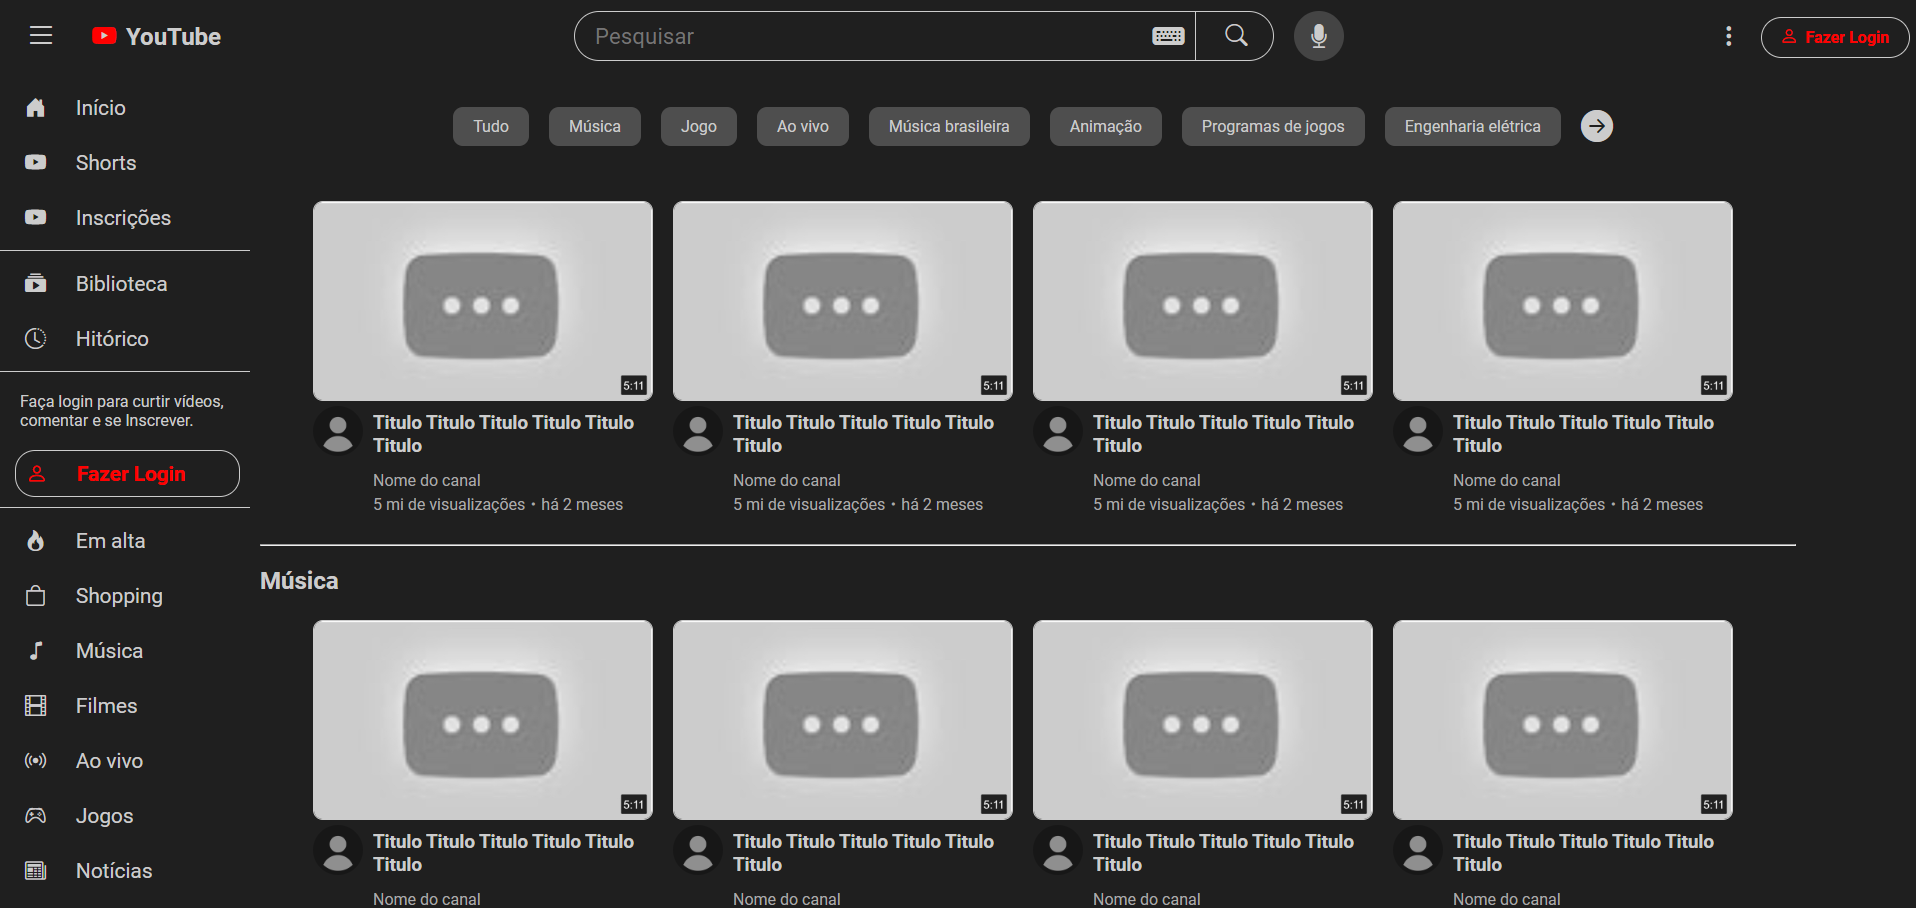 YouTube
Pesquisar
Fazer Login
Início
Shorts
Inscrições
Biblioteca
Hitórico
Faça login para curtir vídeos,
comentar e se Inscrever.
Fazer Login
Em alta
Shopping
Música
Filmes
Ao vivo
Jogos
Notícias
Tudo Música Jogo Ao vivo Música brasileira Animação Programas de jogos Engenharia elétrica
5:11 5:11 5:11 5:11
Titulo Titulo Titulo Titulo Titulo
Titulo
Nome do canal
5 mi de visualizações • há 2 meses
Titulo Titulo Titulo Titulo Titulo
Titulo
Nome do canal
5 mi de visualizações • há 2 meses
Titulo Titulo Titulo Titulo Titulo
Titulo
Nome do canal
5 mi de visualizações • há 2 meses
Titulo Titulo Titulo Titulo Titulo
Titulo
Nome do canal
5 mi de visualizações • há 2 meses
Música
5:11 5:11 5:11 5:11
Titulo Titulo Titulo Titulo Titulo
Titulo
Nome do canal
Titulo Titulo Titulo Titulo Titulo
Titulo
Nome do canal
Titulo Titulo Titulo Titulo Titulo
Titulo
Nome do canal
Titulo Titulo Titulo Titulo Titulo
Titulo
Nome do canal